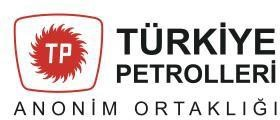 TP
TÜRKİYE
PETROLLERİ
ANONİM ORTAKLIĞI